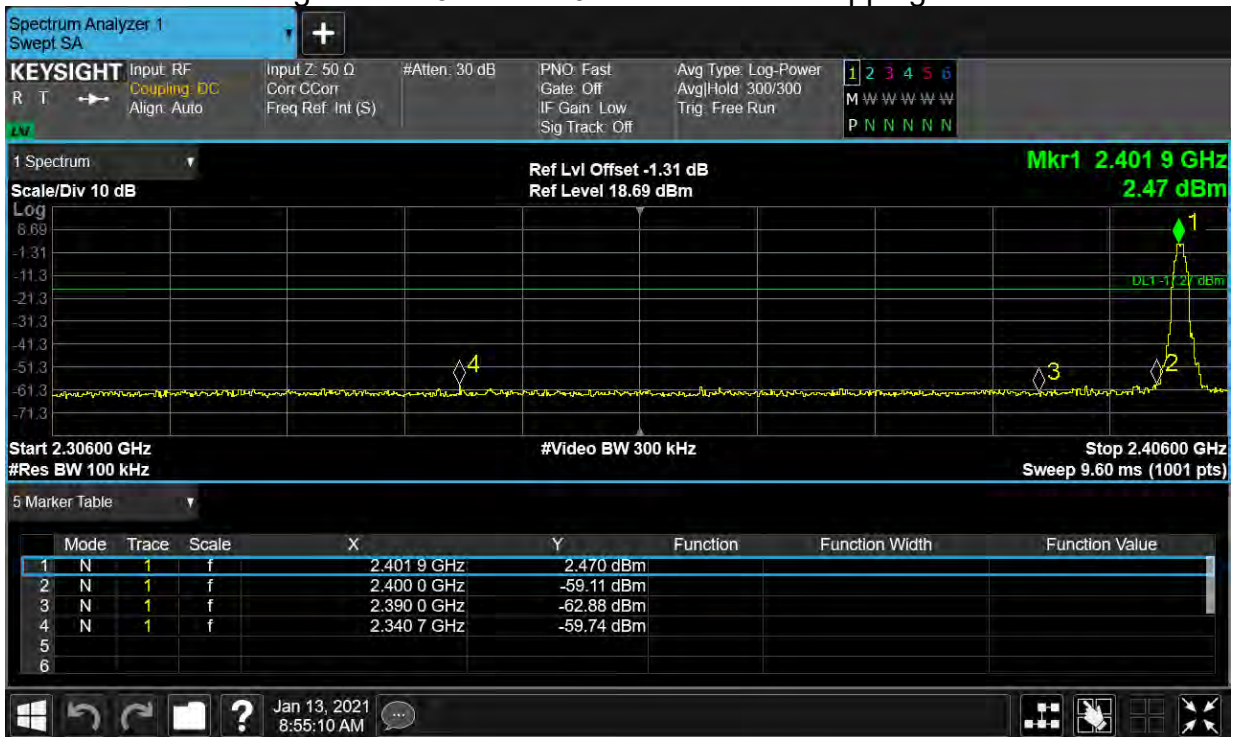 Spectrum Analyzer 1
Swept SA
+
KEYSIGHT Input: RF Input Z: 50 Ω #Atten: 30 dB PNO: Fast Avg Type: Log-Power 1 2 3 4 5 6
R T Coupling: DC Corr CCorr Gate: Off Avg|Hold: 300/300 M W W W W W
Align: Auto Freq Ref: Int (S) IF Gain: Low Trig: Free Run
LXI Sig Track: Off P N N N N N
1 Spectrum Ref Lvl Offset -1.31 dB Mkr1 2.401 9 GHz
Scale/Div 10 dB Ref Level 18.69 dBm 2.47 dBm
Log
8.69 1
-1.31
-11.3
DL1 -17.27 dBm
-21.3
-31.3
-41.3
-51.3 4 3 2
-61.3
-71.3
Start 2.30600 GHz #Video BW 300 kHz Stop 2.40600 GHz
#Res BW 100 kHz Sweep 9.60 ms (1001 pts)
5 Marker Table
Mode Trace Scale X Y Function Function Width Function Value
1 N 1 f 2.401 9 GHz 2.470 dBm
2 N 1 f 2.400 0 GHz -59.11 dBm
3 N 1 f 2.390 0 GHz -62.88 dBm
4 N 1 f 2.340 7 GHz -59.74 dBm
5
6
? Jan 13, 2021
8:55:10 AM